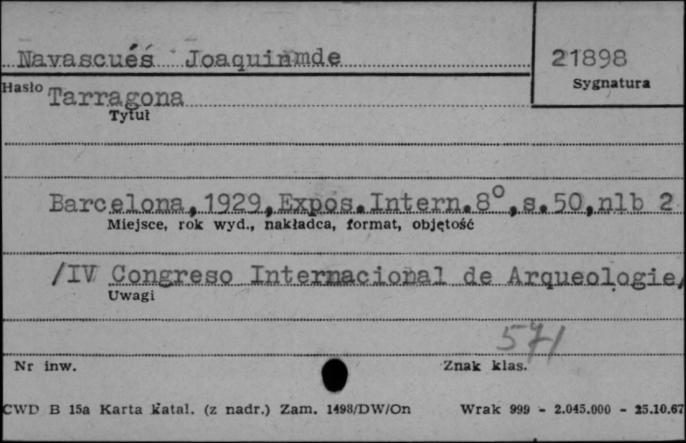 Navascués Joaquinmde
21898
Sygnatura
Hasło
Tarragona
Tytuł
Barcelona,1929,Expos.Intern.8°,s.50,nlb 2
Miejsce, rok wyd., nakładca, format, objętość
/IV Congreso Internacional de Arqueologie/
Uwagi
571
Nr inw.
Znak klas.
CWD B 15a Karta katal. (z nadr.) Zam. 1498/DW/On Wrak 999 - 2.045.000 - 25.10.67